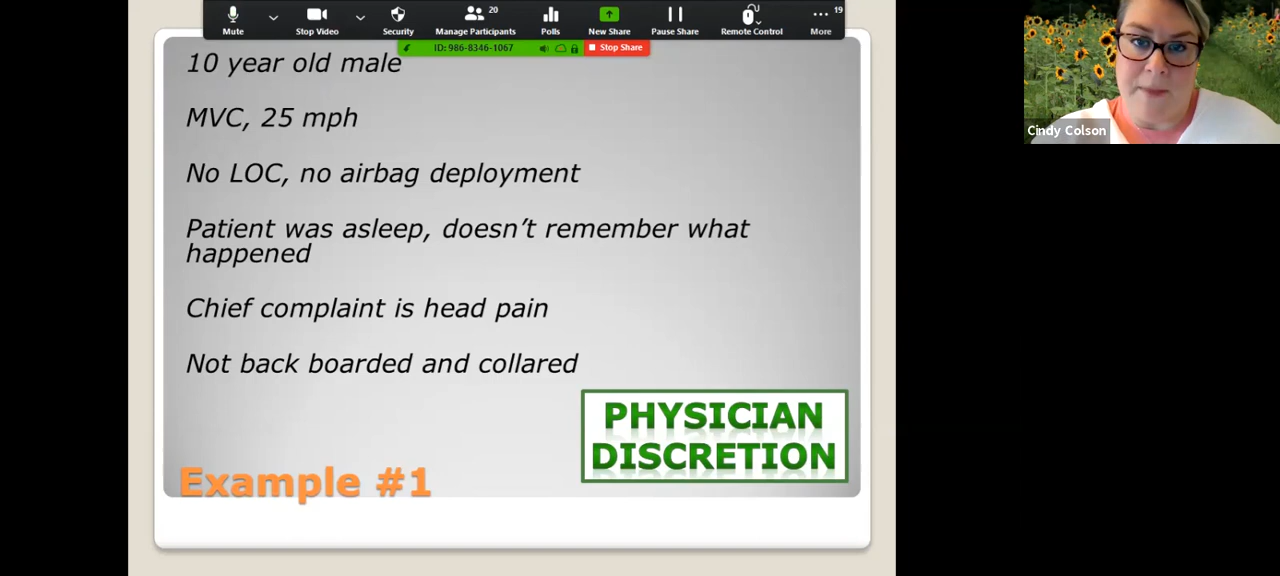 20
19
Mute
Stop Video
Security
Manage Participants
Polls
New Share
Pause Share
Remote Control
More
ID: 986-8346-1067
Stop Share
10 year old male
MVC, 25 mph
No LOC, no airbag deployment
Patient was asleep, doesn’t remember what
happened
Chief complaint is head pain
Not back boarded and collared
PHYSICIAN
DISCRETION
Example #1
Cindy Colson